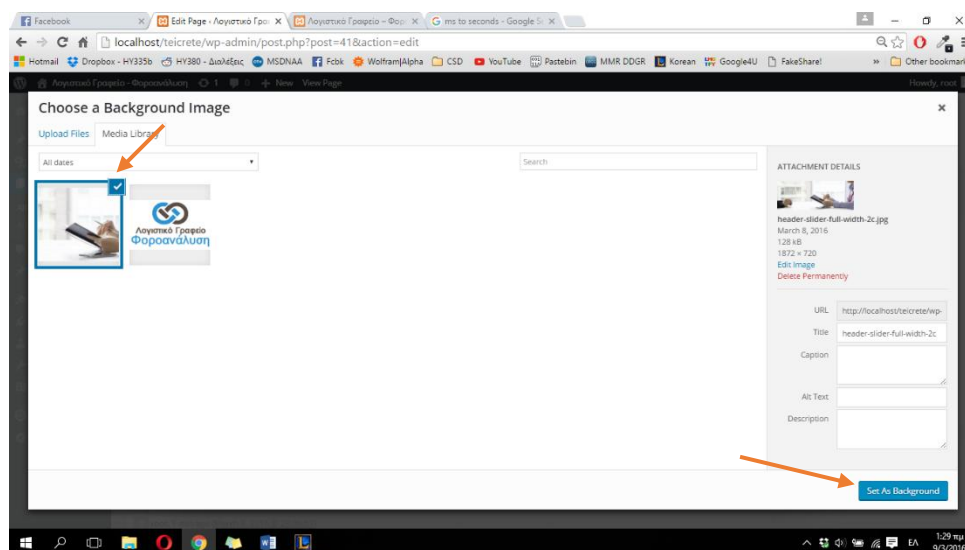 Facebook
Edit Page ‹ Λογιστικό Γρα
Λογιστικό Γραφείο – Φορ
ms to seconds - Google Se
localhost/teicrete/wp-admin/post.php?post=41&action=edit
Hotmail Dropbox - HY335b HY380 - Διαλέξεις MSDNAA Fcbk Wolfram|Alpha CSD YouTube Pastebin MMR DDGR Korean Google4U FakeShare! » Other bookmark
Λογιστικό Γραφείο - Φοροανάλυση 1 0 + New View Page Howdy, root
Choose a Background Image
Upload Files Media Library
All dates
Search
Λογιστικό Γραφείο
Φοροανάλυση
ATTACHMENT DETAILS
header-slider-full-width-2c.jpg
March 8, 2016
128 kB
1872 × 720
Edit Image
Delete Permanently
URL http://localhost/teicrete/wp-
Title header-slider-full-width-2c
Caption
Alt Text
Description
Set As Background
ΕΛ 1:29 πμ
9/3/2016